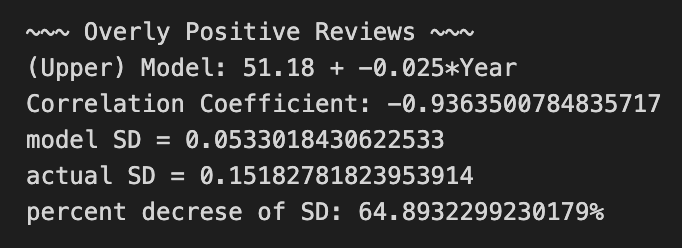 ~~~ Overly Positive Reviews ~~~
(Upper) Model: 51.18 + -0.025*Year
Correlation Coefficient: -0.9363500784835717
model SD = 0.0533018430622533
actual SD = 0.15182781823953914
percent decrese of SD: 64.8932299230179%